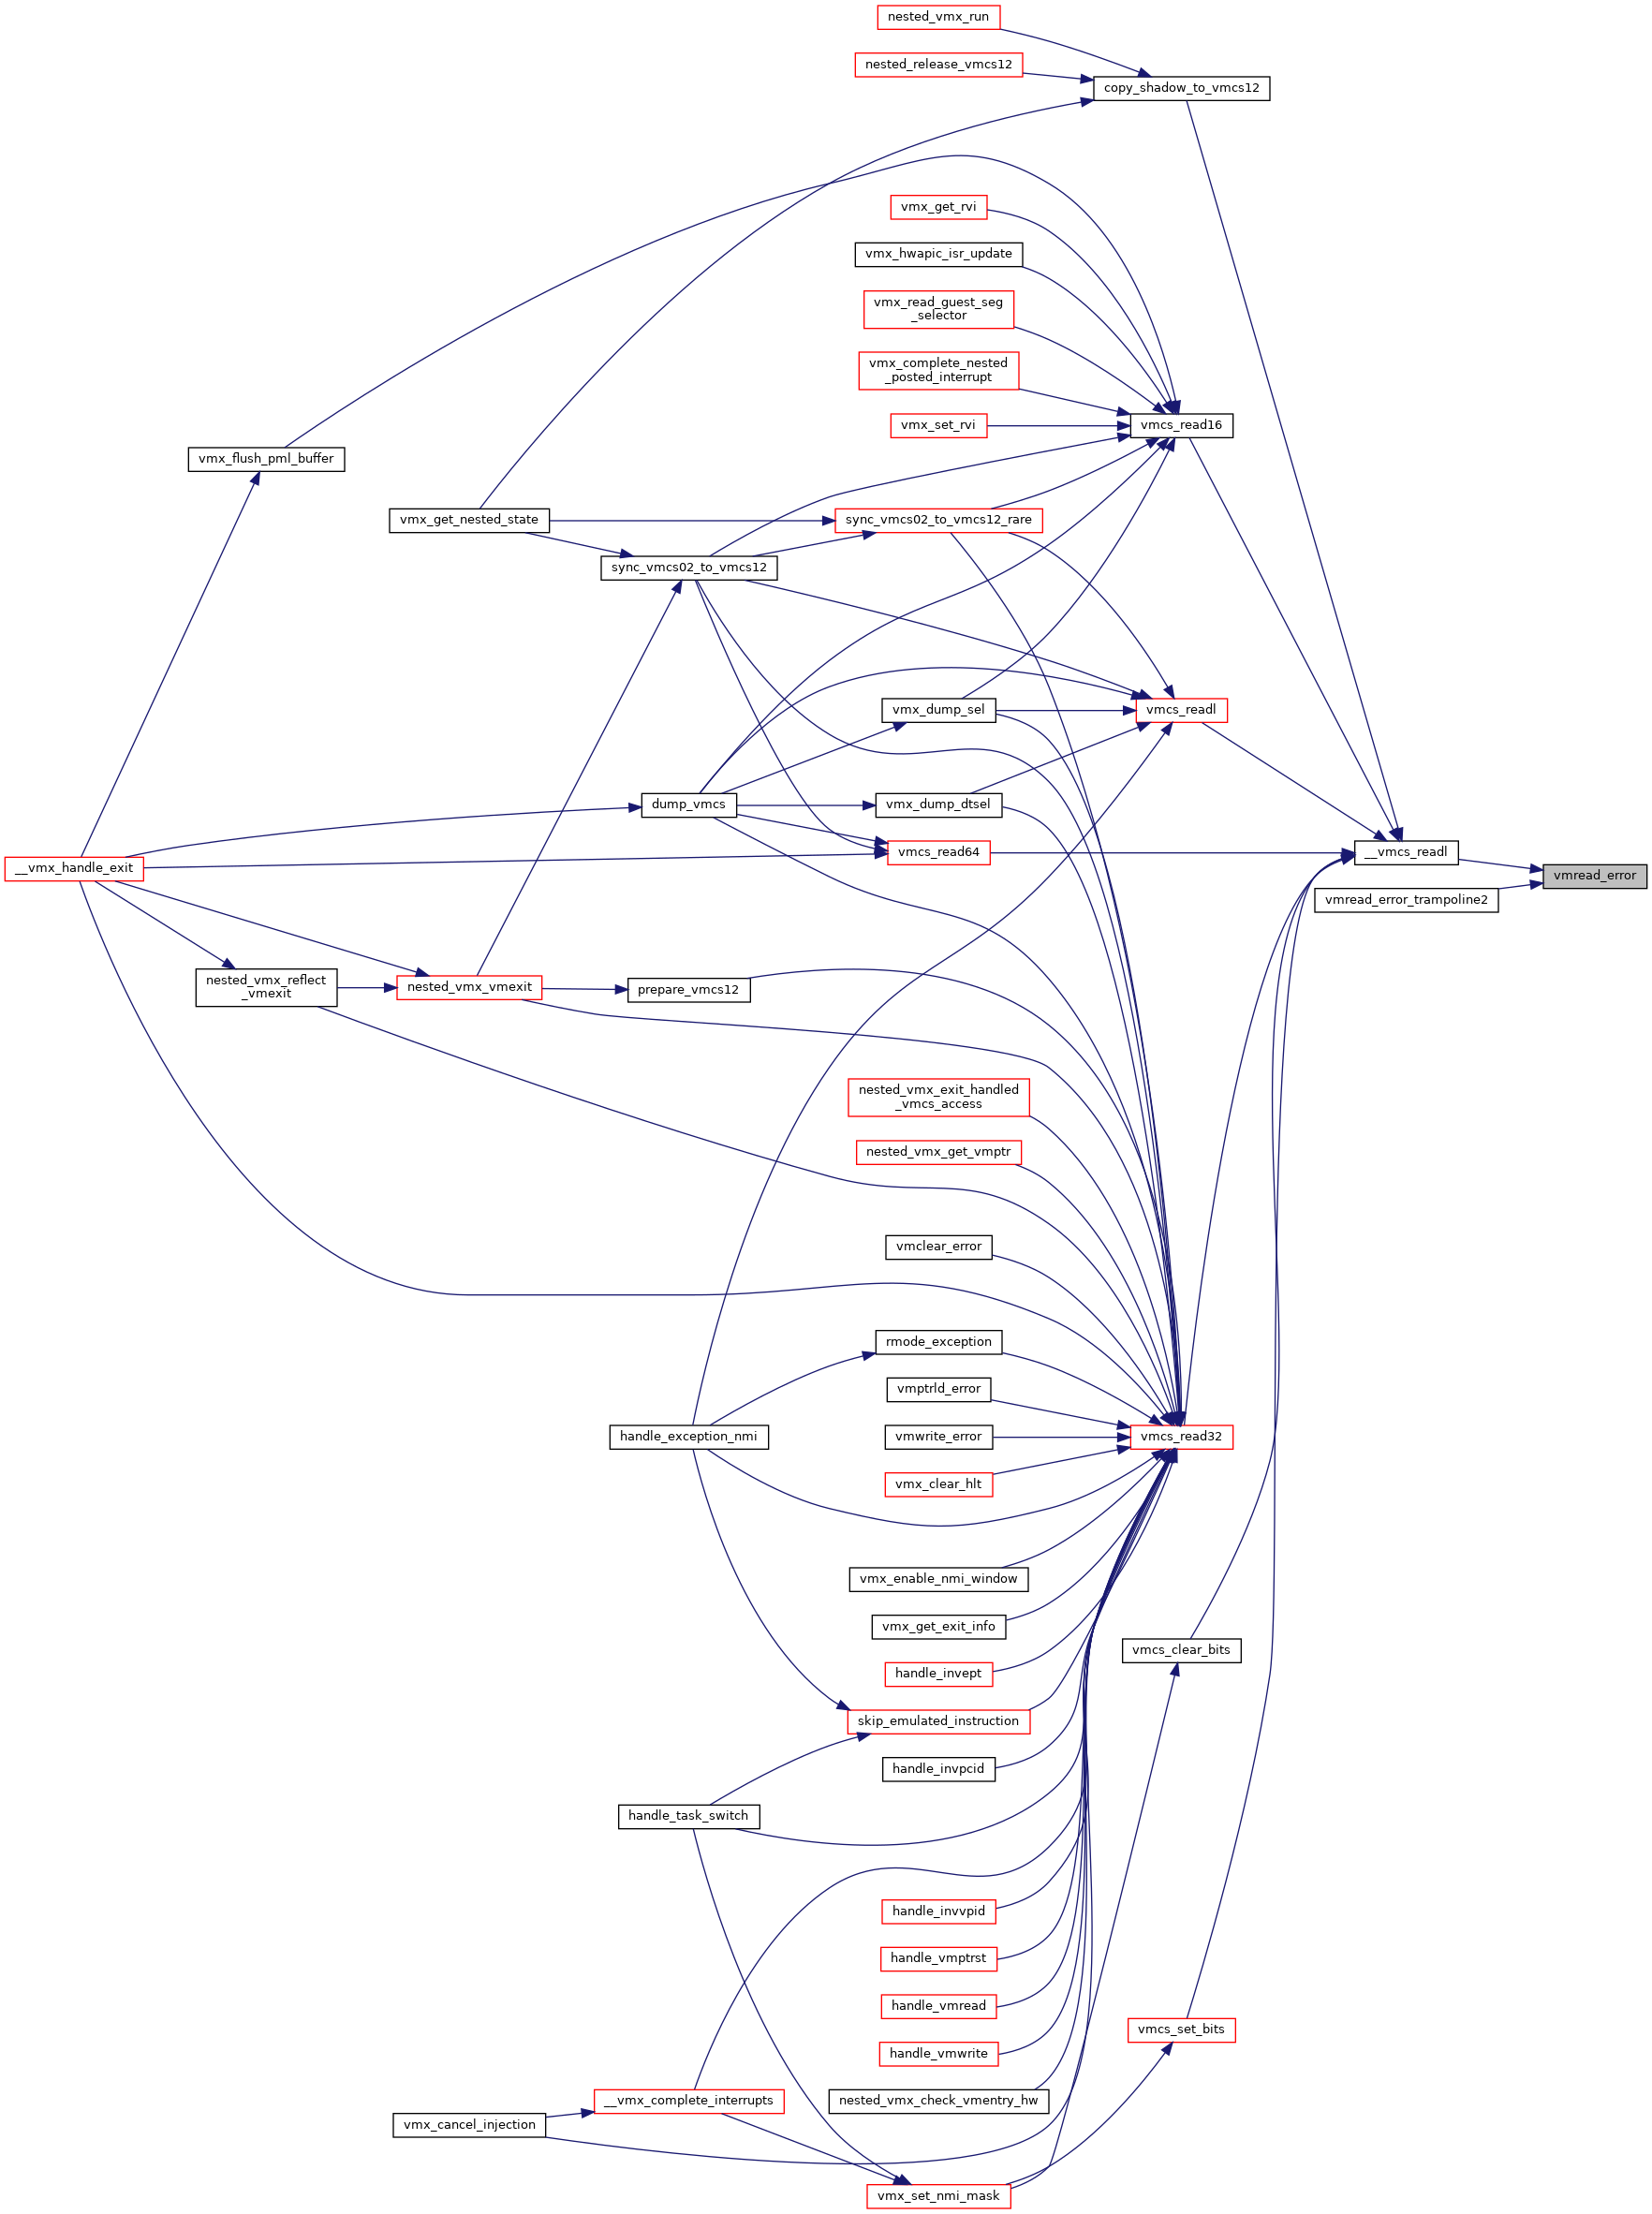 nested_vmx_run
nested_release_vmcs12
copy_shadow_to_vmcs12
vmx_get_rvi
vmx_hwapic_isr_update
vmx_read_guest_seg
_selector
vmx_complete_nested
_posted_interrupt
vmx_set_rvi
vmcs_read16
vmx_flush_pml_buffer
vmx_get_nested_state
sync_vmcs02_to_vmcs12_rare
sync_vmcs02_to_vmcs12
vmx_dump_sel
vmcs_readl
dump_vmcs
vmx_dump_dtsel
__vmx_handle_exit
vmcs_read64
__vmcs_readl
vmread_error
vmread_error_trampoline2
nested_vmx_reflect
_vmexit
nested_vmx_vmexit
prepare_vmcs12
nested_vmx_exit_handled
_vmcs_access
nested_vmx_get_vmptr
vmclear_error
rmode_exception
vmptrld_error
handle_exception_nmi
vmwrite_error
vmcs_read32
vmx_clear_hlt
vmx_enable_nmi_window
vmx_get_exit_info
vmcs_clear_bits
handle_invept
skip_emulated_instruction
handle_invpcid
handle_task_switch
handle_invvpid
handle_vmptrst
handle_vmread
vmcs_set_bits
handle_vmwrite
nested_vmx_check_vmentry_hw
__vmx_complete_interrupts
vmx_cancel_injection
vmx_set_nmi_mask